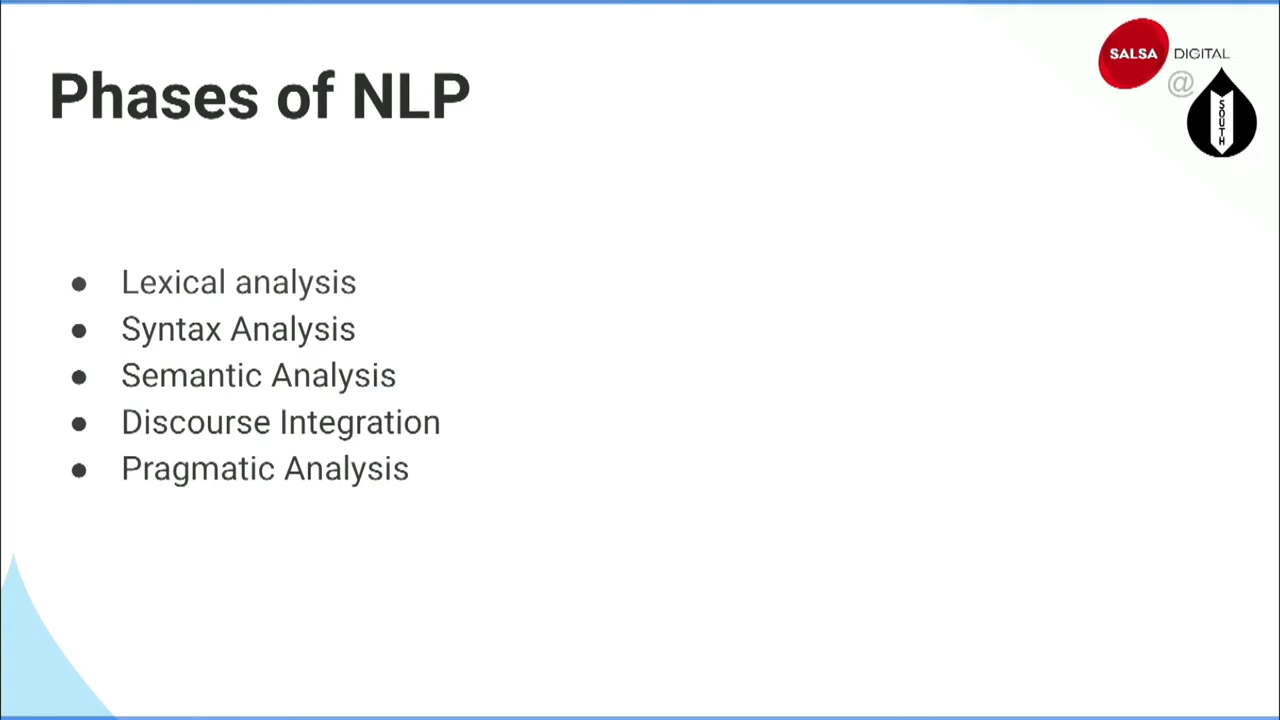 Phases of NLP
SALSA DIGITAL
@
SOUTH
● Lexical analysis
● Syntax Analysis
● Semantic Analysis
● Discourse Integration
● Pragmatic Analysis